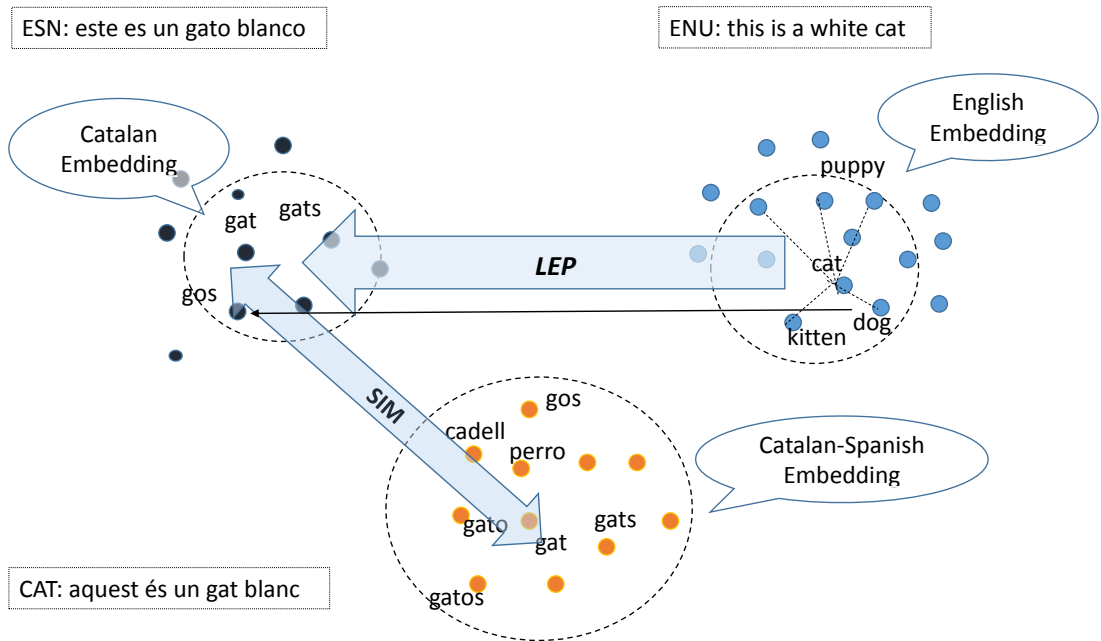 ESN: este es un gato blanco
ENU: this is a white cat
Catalan
Embedding
English
Embedding
puppy
gat
gats
LEP
cat
gos
dog
kitten
SIM
gos
cadell
perro
Catalan-Spanish
Embedding
gato
gats
gat
gatos
CAT: aquest és un gat blanc